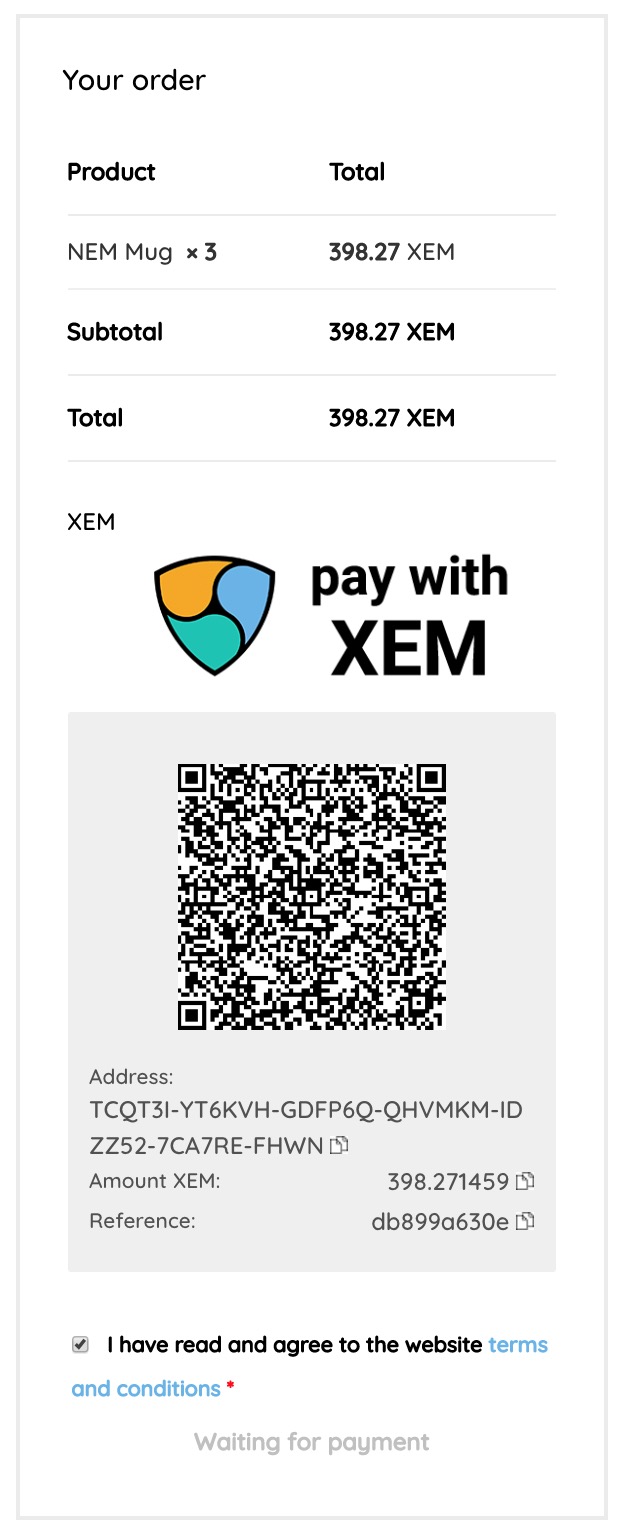 Your order
Product Total
NEM Mug × 3 398.27 XEM
Subtotal 398.27 XEM
Total 398.27 XEM
XEM
pay with
XEM
Address:
TCQT3I-YT6KVH-GDFP6Q-QHVMKM-ID
ZZ52-7CA7RE-FHWN
Amount XEM: 398.271459
Reference: db899a630e
I have read and agree to the website terms
and conditions *
Waiting for payment